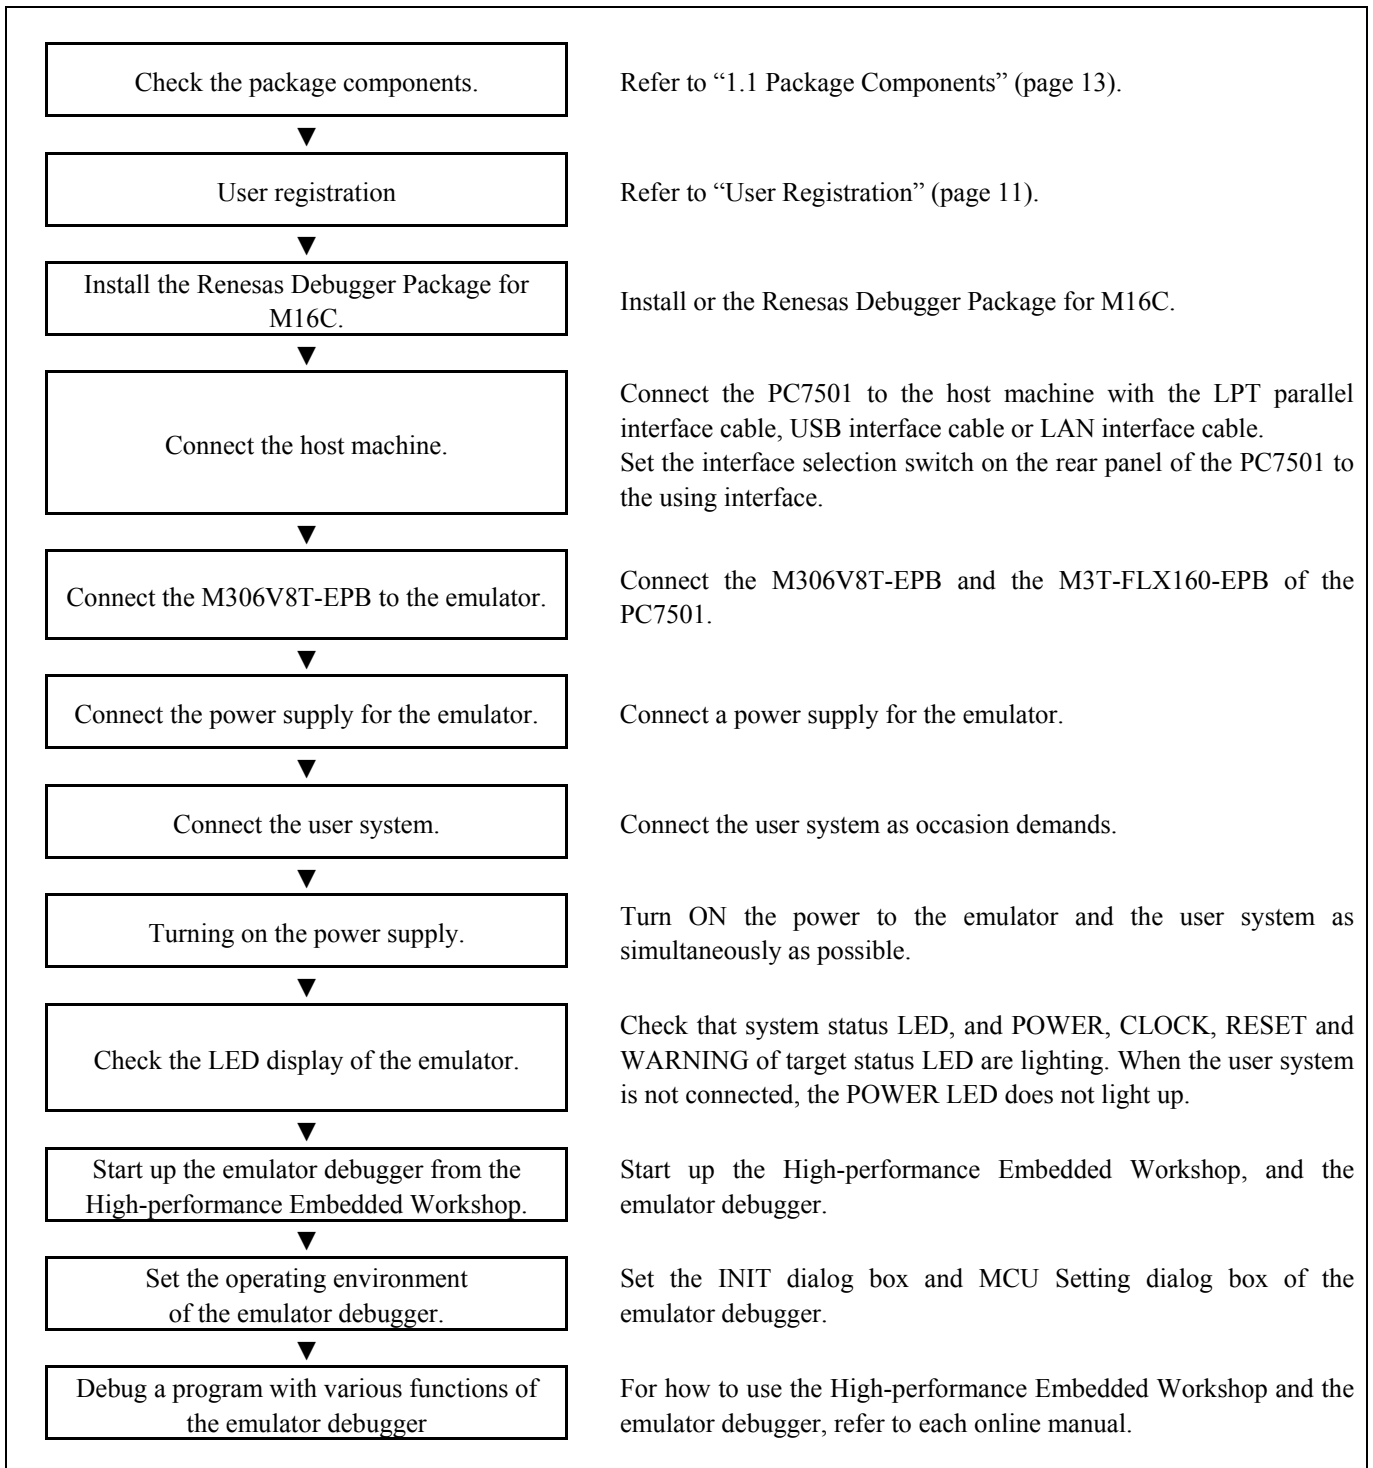 Check the package components.
Refer to “1.1 Package Components” (page 13).
▼
User registration
Refer to “User Registration” (page 11).
▼
Install the Renesas Debugger Package for
M16C.
Install or the Renesas Debugger Package for M16C.
▼
Connect the host machine.
Connect the PC7501 to the host machine with the LPT parallel
interface cable, USB interface cable or LAN interface cable.
Set the interface selection switch on the rear panel of the PC7501 to
the using interface.
▼
Connect the M306V8T-EPB to the emulator.
Connect the M306V8T-EPB and the M3T-FLX160-EPB of the
PC7501.
▼
Connect the power supply for the emulator.
Connect a power supply for the emulator.
▼
Connect the user system.
Connect the user system as occasion demands.
▼
Turning on the power supply.
Turn ON the power to the emulator and the user system as
simultaneously as possible.
▼
Check the LED display of the emulator.
Check that system status LED, and POWER, CLOCK, RESET and
WARNING of target status LED are lighting. When the user system
is not connected, the POWER LED does not light up.
▼
Start up the emulator debugger from the
High-performance Embedded Workshop.
Start up the High-performance Embedded Workshop, and the
emulator debugger.
▼
Set the operating environment
of the emulator debugger.
Set the INIT dialog box and MCU Setting dialog box of the
emulator debugger.
▼
Debug a program with various functions of
the emulator debugger
For how to use the High-performance Embedded Workshop and the
emulator debugger, refer to each online manual.